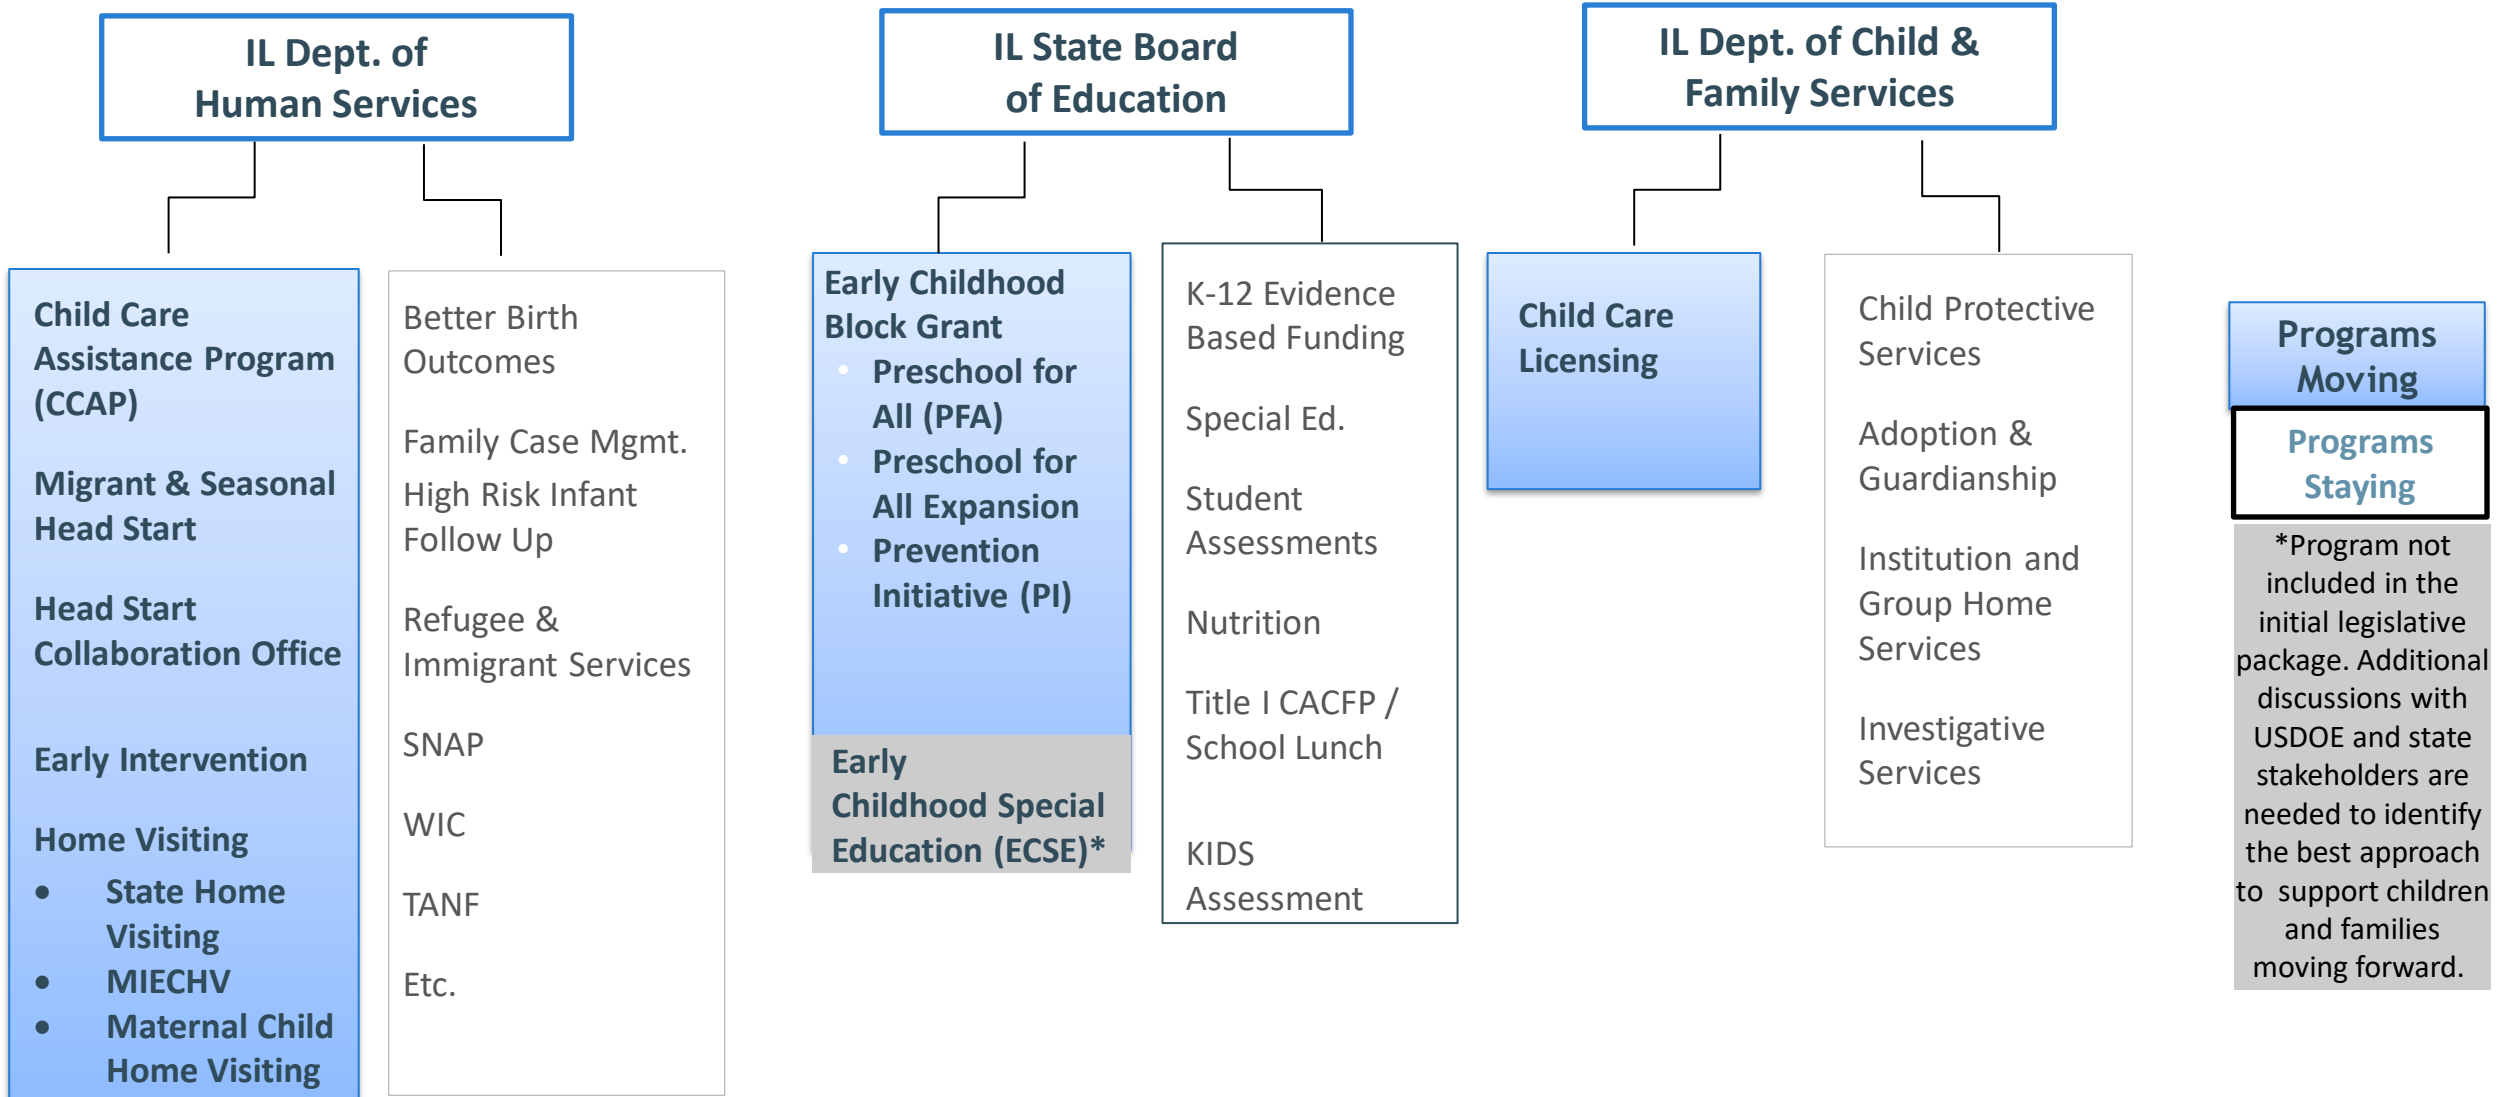 IL Dept. of
Human Services
IL State Board
of Education
IL Dept. of Child &
Family Services
Child Care
Assistance Program
(CCAP)
Migrant & Seasonal
Head Start
Head Start
Collaboration Office
Early Intervention
Home Visiting
• State Home
Visiting
• MIECHV
• Maternal Child
Home Visiting
Better Birth
Outcomes
Family Case Mgmt.
High Risk Infant
Follow Up
Refugee &
Immigrant Services
SNAP
WIC
TANF
Etc.
Early Childhood
Block Grant
• Preschool for
All (PFA)
• Preschool for
All Expansion
• Prevention
Initiative (PI)
Early
Childhood Special
Education (ECSE)*
K-12 Evidence
Based Funding
Special Ed.
Student
Assessments
Nutrition
Title I CACFP /
School Lunch
KIDS
Assessment
Child Care
Licensing
Child Protective
Services
Adoption &
Guardianship
Institution and
Group Home
Services
Investigative
Services
Programs
Moving
Programs
Staying
*Program not
included in the
initial legislative
package. Additional
discussions with
USDOE and state
stakeholders are
needed to identify
the best approach
to support children
and families
moving forward.